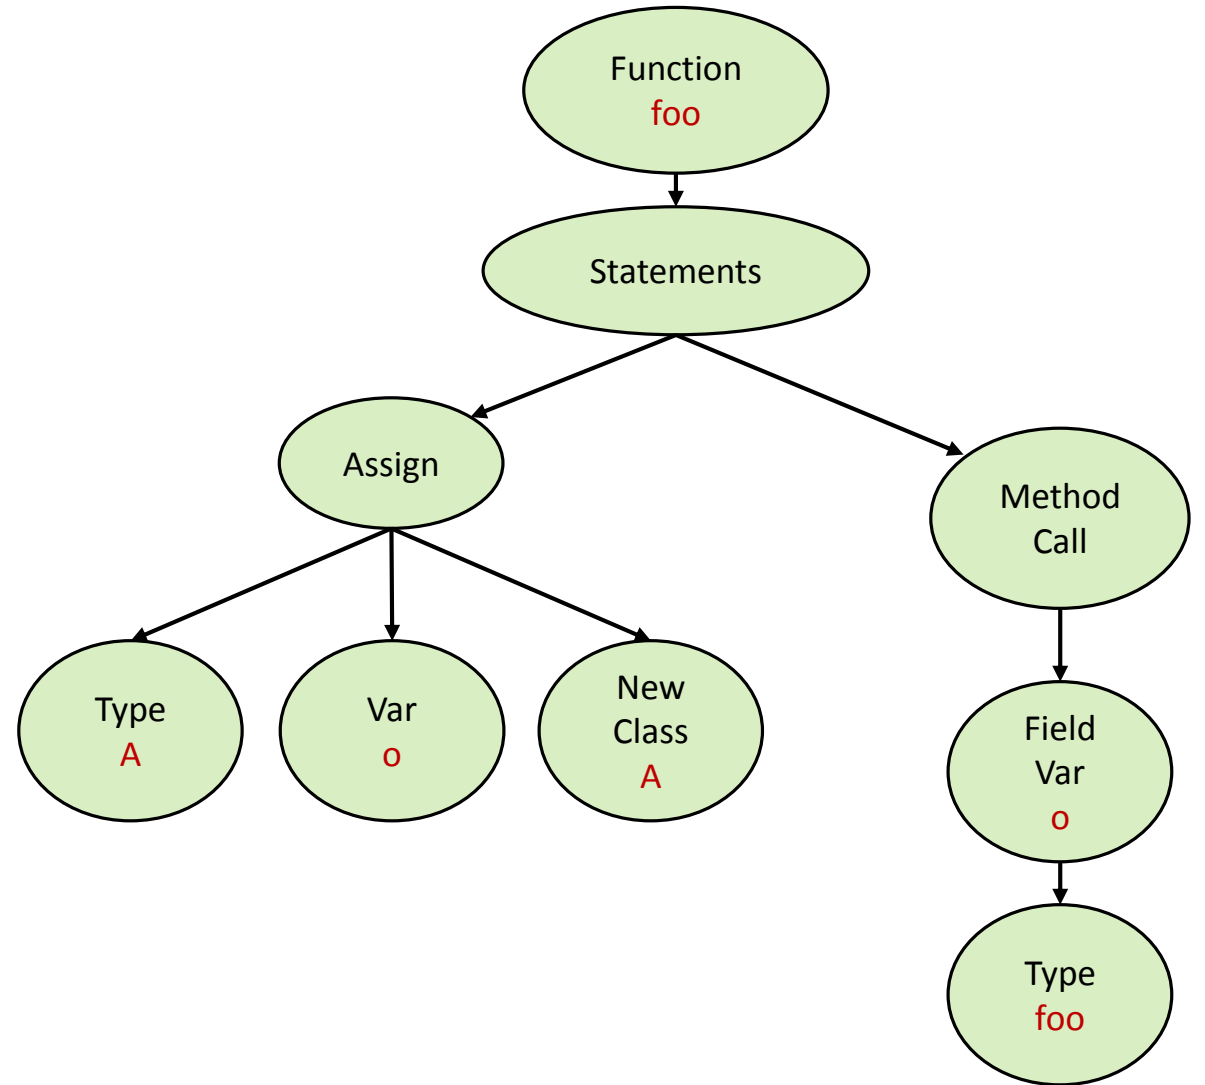 Function
foo
Statements
Assign
Method
Call
Type
A
Var
o
New
Class
A
Field
Var
o
Type
foo